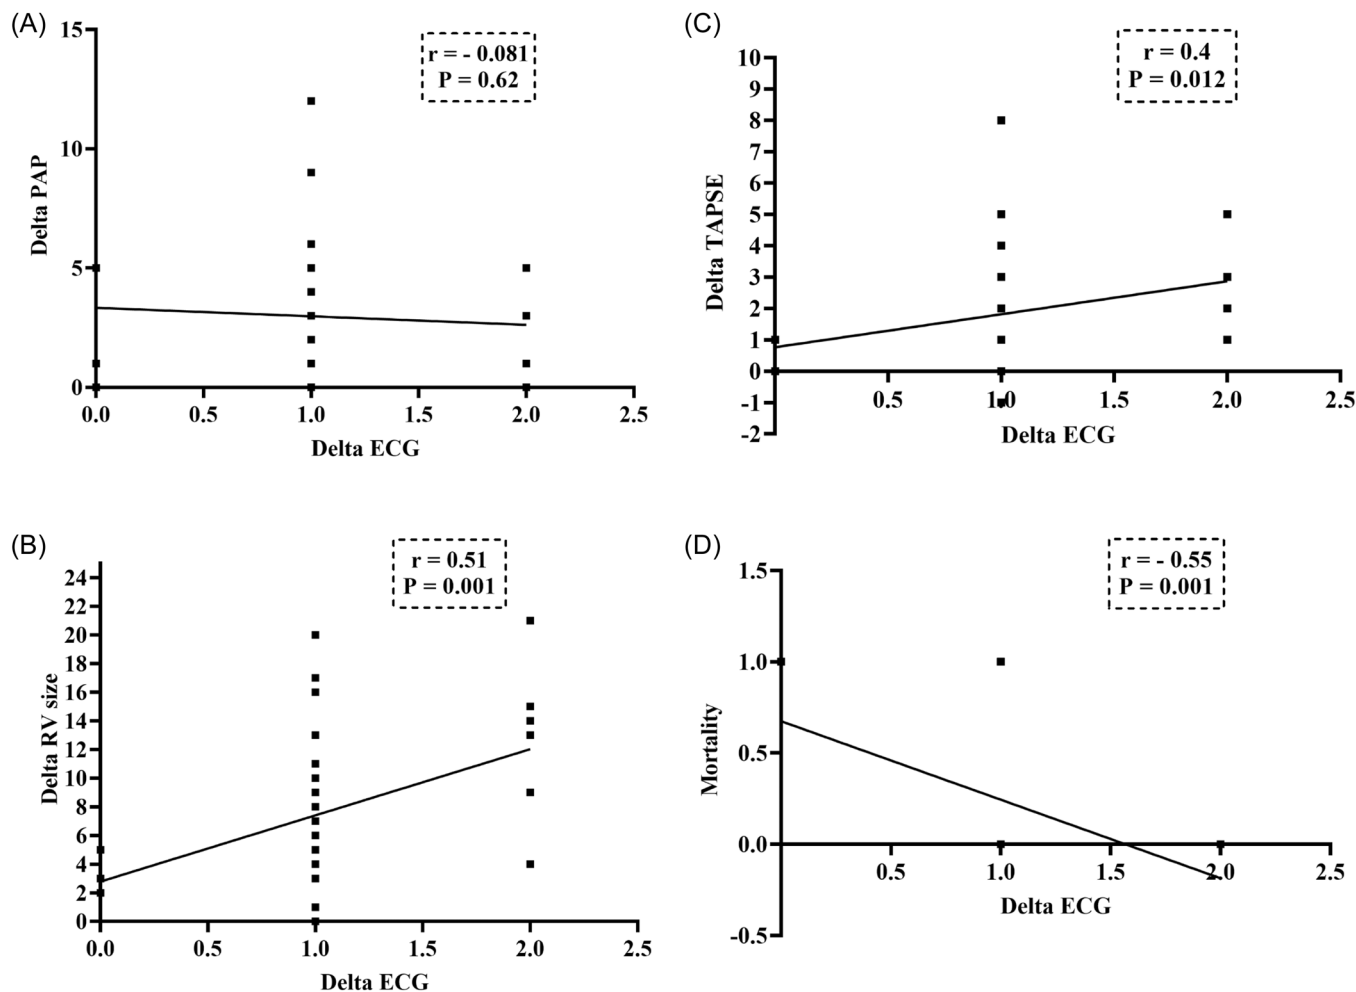 (A)
r = - 0.081
P = 0.62
Delta PAP
15
10
5
0
0.0 0.5 1.0 1.5 2.0 2.5
Delta ECG
(C)
r = 0.4
P = 0.012
Delta TAPSE
10
9
8
7
6
5
4
3
2
1
0
-1
-2
0.5 1.0 1.5 2.0 2.5
Delta ECG
(B)
r = 0.51
P = 0.001
Delta RV size
24
22
20
18
16
14
12
10
8
6
4
2
0
0.0 0.5 1.0 1.5 2.0 2.5
Delta ECG
(D)
r = - 0.55
P = 0.001
Mortality
1.5
1.0
0.5
0.0
-0.5
0.5 1.0 1.5 2.0 2.5
Delta ECG